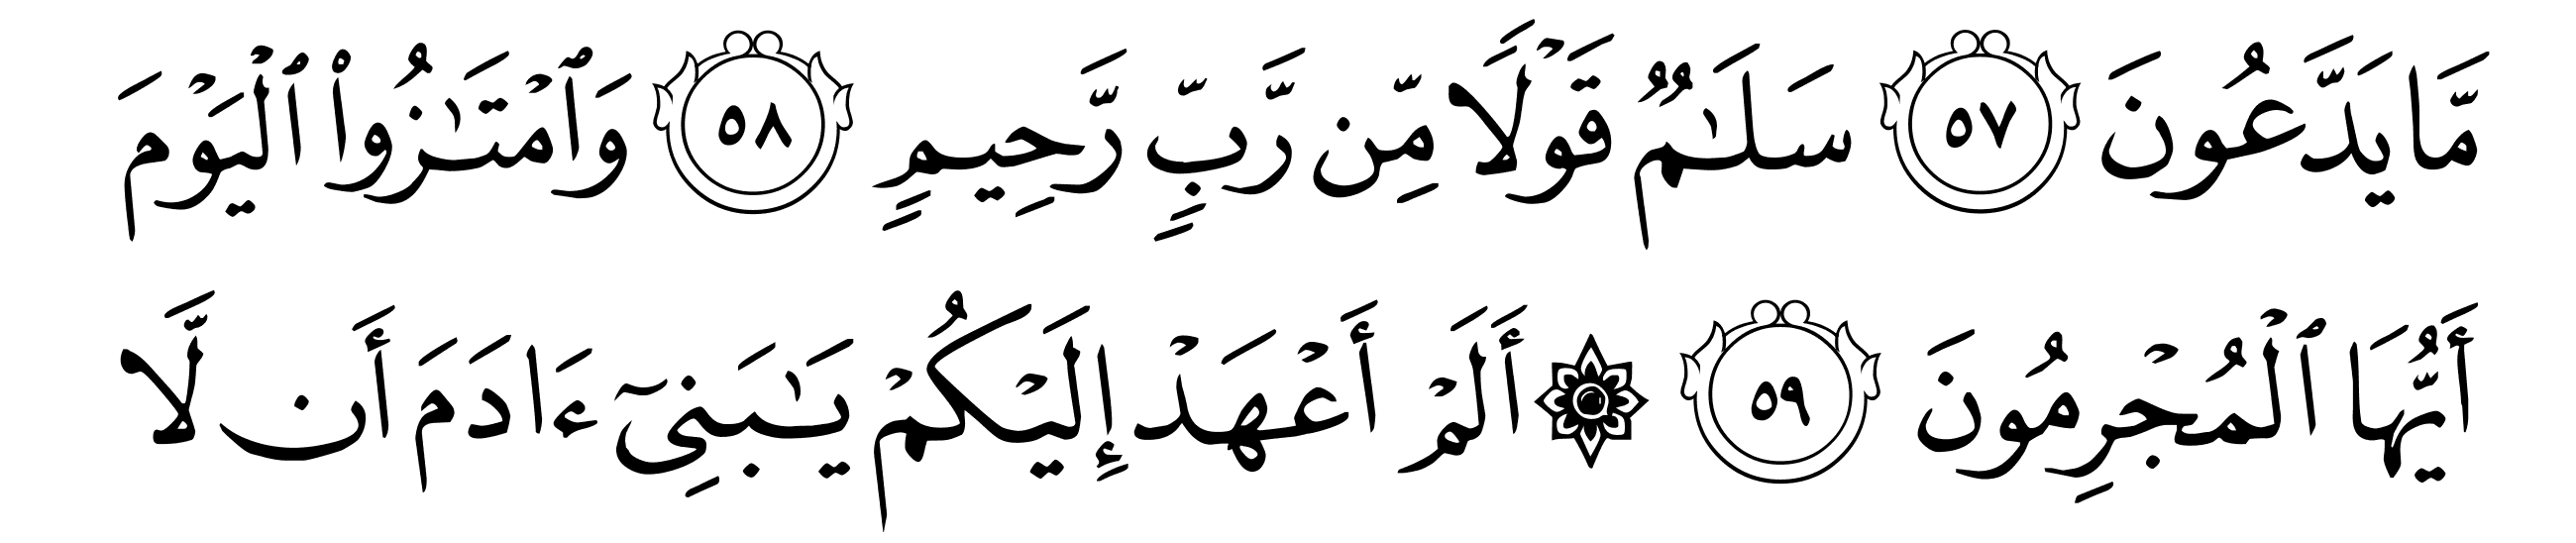 مَّا يَدَّعُونَ ٥٧ سَلَٰمٌ قَوْلًا مِّن رَّبٍّ رَّحِيمٍ ٥٨ وَٱمْتَٰزُوا۟ ٱلْيَوْمَ
أَيُّهَا ٱلْمُجْرِمُونَ ٥٩ ۞ أَلَمْ أَعْهَدْ إِلَيْكُمْ يَٰبَنِىٓ ءَادَمَ أَن لَّا